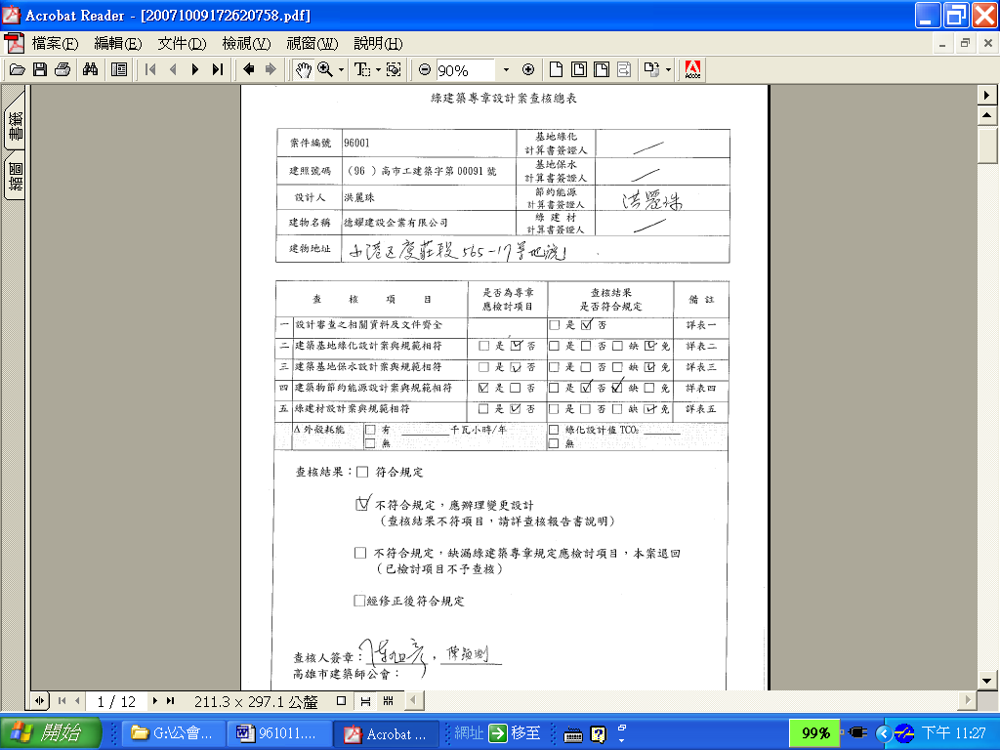 Acrobat Reader - [20071009172620758.pdf]
檔案(F) 編輯(E) 文件(D) 檢視(V) 視窗(W) 說明(H)
90%
書籤
縮圖
綠建築專章設計案查核總表
案件編號 96001 基地綠化計算書簽證人
建照號碼 (96 ) 高市工建築字第 00091 號 基地保水計算書簽證人
設計人 洪麗珠 節約能源計算書簽證人 洪麗珠
建物名稱 德耀建設企業有限公司 綠建材計算書簽證人
建物地址 小港區廈莊段 565-17等地號
查 核 項 目 是否為專章應檢討項目 查核結果是否符合規定 備 註
一 設計審查之相關資料及文件齊全 □ 是 ☑ 否 詳表一
二 建築基地綠化設計案與規範相符 □ 是 ☑ 否 □ 是 □ 否 □ 缺 ☑ 免 詳表二
三 建築基地保水設計案與規範相符 □ 是 ☑ 否 □ 是 □ 否 □ 缺 ☑ 免 詳表三
四 建築物節約能源設計案與規範相符 ☑ 是 □ 否 □ 是 ☑ 否 ☑ 缺 □ 免 詳表四
五 綠建材設計案與規範相符 □ 是 ☑ 否 □ 是 □ 否 □ 缺 ☑ 免 詳表五
Δ 外殼耗能 □ 有 ______千瓦小時/年 □ 綠化設計值 TCO₂ ______
□ 無 □ 無
查核結果：□ 符合規定
☑ 不符合規定，應辦理變更設計
（查核結果不符項目，請詳查核報告書說明）
□ 不符合規定，缺漏綠建築專章規定應檢討項目，本案退回
（已檢討項目不予查核）
□經修正後符合規定
查核人簽章：
高雄市建築師公會：
1 / 12 211.3 x 297.1 公釐
開始 G:\公會... 961011.... Acrobat ... 網址 移至 99% 下午 11:27